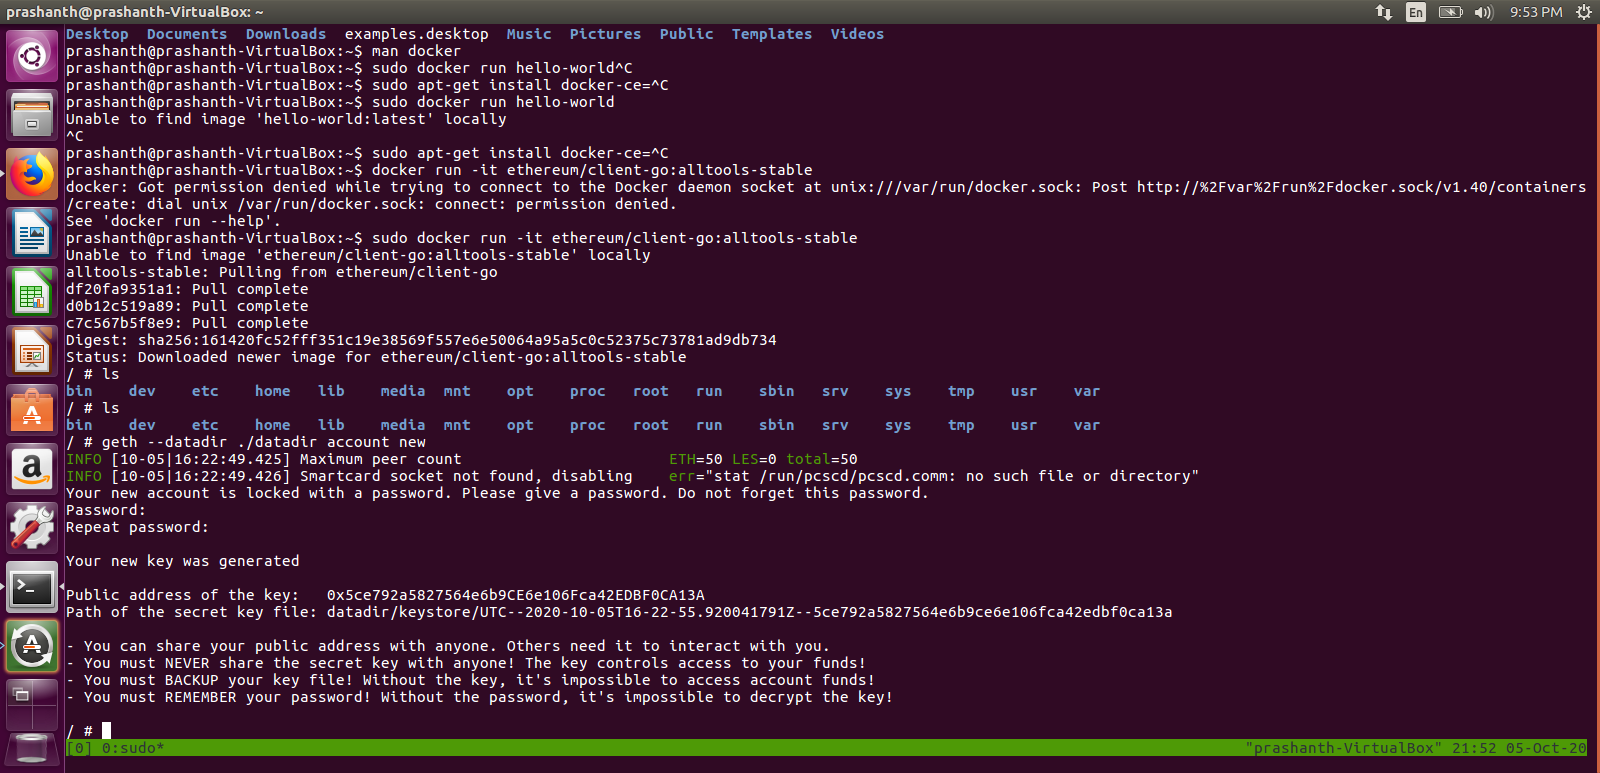 prashanth@prashanth-VirtualBox: ~
En
9:53 PM
Desktop  Documents  Downloads  examples.desktop  Music  Pictures  Public  Templates  Videos
prashanth@prashanth-VirtualBox:~$ man docker
prashanth@prashanth-VirtualBox:~$ sudo docker run hello-world^C
prashanth@prashanth-VirtualBox:~$ sudo apt-get install docker-ce=^C
prashanth@prashanth-VirtualBox:~$ sudo docker run hello-world
Unable to find image 'hello-world:latest' locally
^C
prashanth@prashanth-VirtualBox:~$ sudo apt-get install docker-ce=^C
prashanth@prashanth-VirtualBox:~$ docker run -it ethereum/client-go:alltools-stable
docker: Got permission denied while trying to connect to the Docker daemon socket at unix:///var/run/docker.sock: Post http://%2Fvar%2Frun%2Fdocker.sock/v1.40/containers
/create: dial unix /var/run/docker.sock: connect: permission denied.
See 'docker run --help'.
prashanth@prashanth-VirtualBox:~$ sudo docker run -it ethereum/client-go:alltools-stable
Unable to find image 'ethereum/client-go:alltools-stable' locally
alltools-stable: Pulling from ethereum/client-go
df20fa9351a1: Pull complete
d0b12c519a89: Pull complete
c7c567b5f8e9: Pull complete
Digest: sha256:161420fc52fff351c19e38569f557e6e50064a95a5c0c52375c73781ad9db734
Status: Downloaded newer image for ethereum/client-go:alltools-stable
/ # ls
bin    dev    etc    home   lib    media  mnt    opt    proc   root   run    sbin   srv    sys    tmp    usr    var
/ # ls
bin    dev    etc    home   lib    media  mnt    opt    proc   root   run    sbin   srv    sys    tmp    usr    var
/ # geth --datadir ./datadir account new
INFO [10-05|16:22:49.425] Maximum peer count                       ETH=50 LES=0 total=50
INFO [10-05|16:22:49.426] Smartcard socket not found, disabling    err="stat /run/pcscd/pcscd.comm: no such file or directory"
Your new account is locked with a password. Please give a password. Do not forget this password.
Password:
Repeat password:
Your new key was generated
Public address of the key:   0x5ce792a5827564e6b9CE6e106Fca42EDBF0CA13A
Path of the secret key file: datadir/keystore/UTC--2020-10-05T16-22-55.920041791Z--5ce792a5827564e6b9ce6e106fca42edbf0ca13a
- You can share your public address with anyone. Others need it to interact with you.
- You must NEVER share the secret key with anyone! The key controls access to your funds!
- You must BACKUP your key file! Without the key, it's impossible to access account funds!
- You must REMEMBER your password! Without the password, it's impossible to decrypt the key!
/ #
[0] 0:sudo*
"prashanth-VirtualBox" 21:52 05-Oct-20